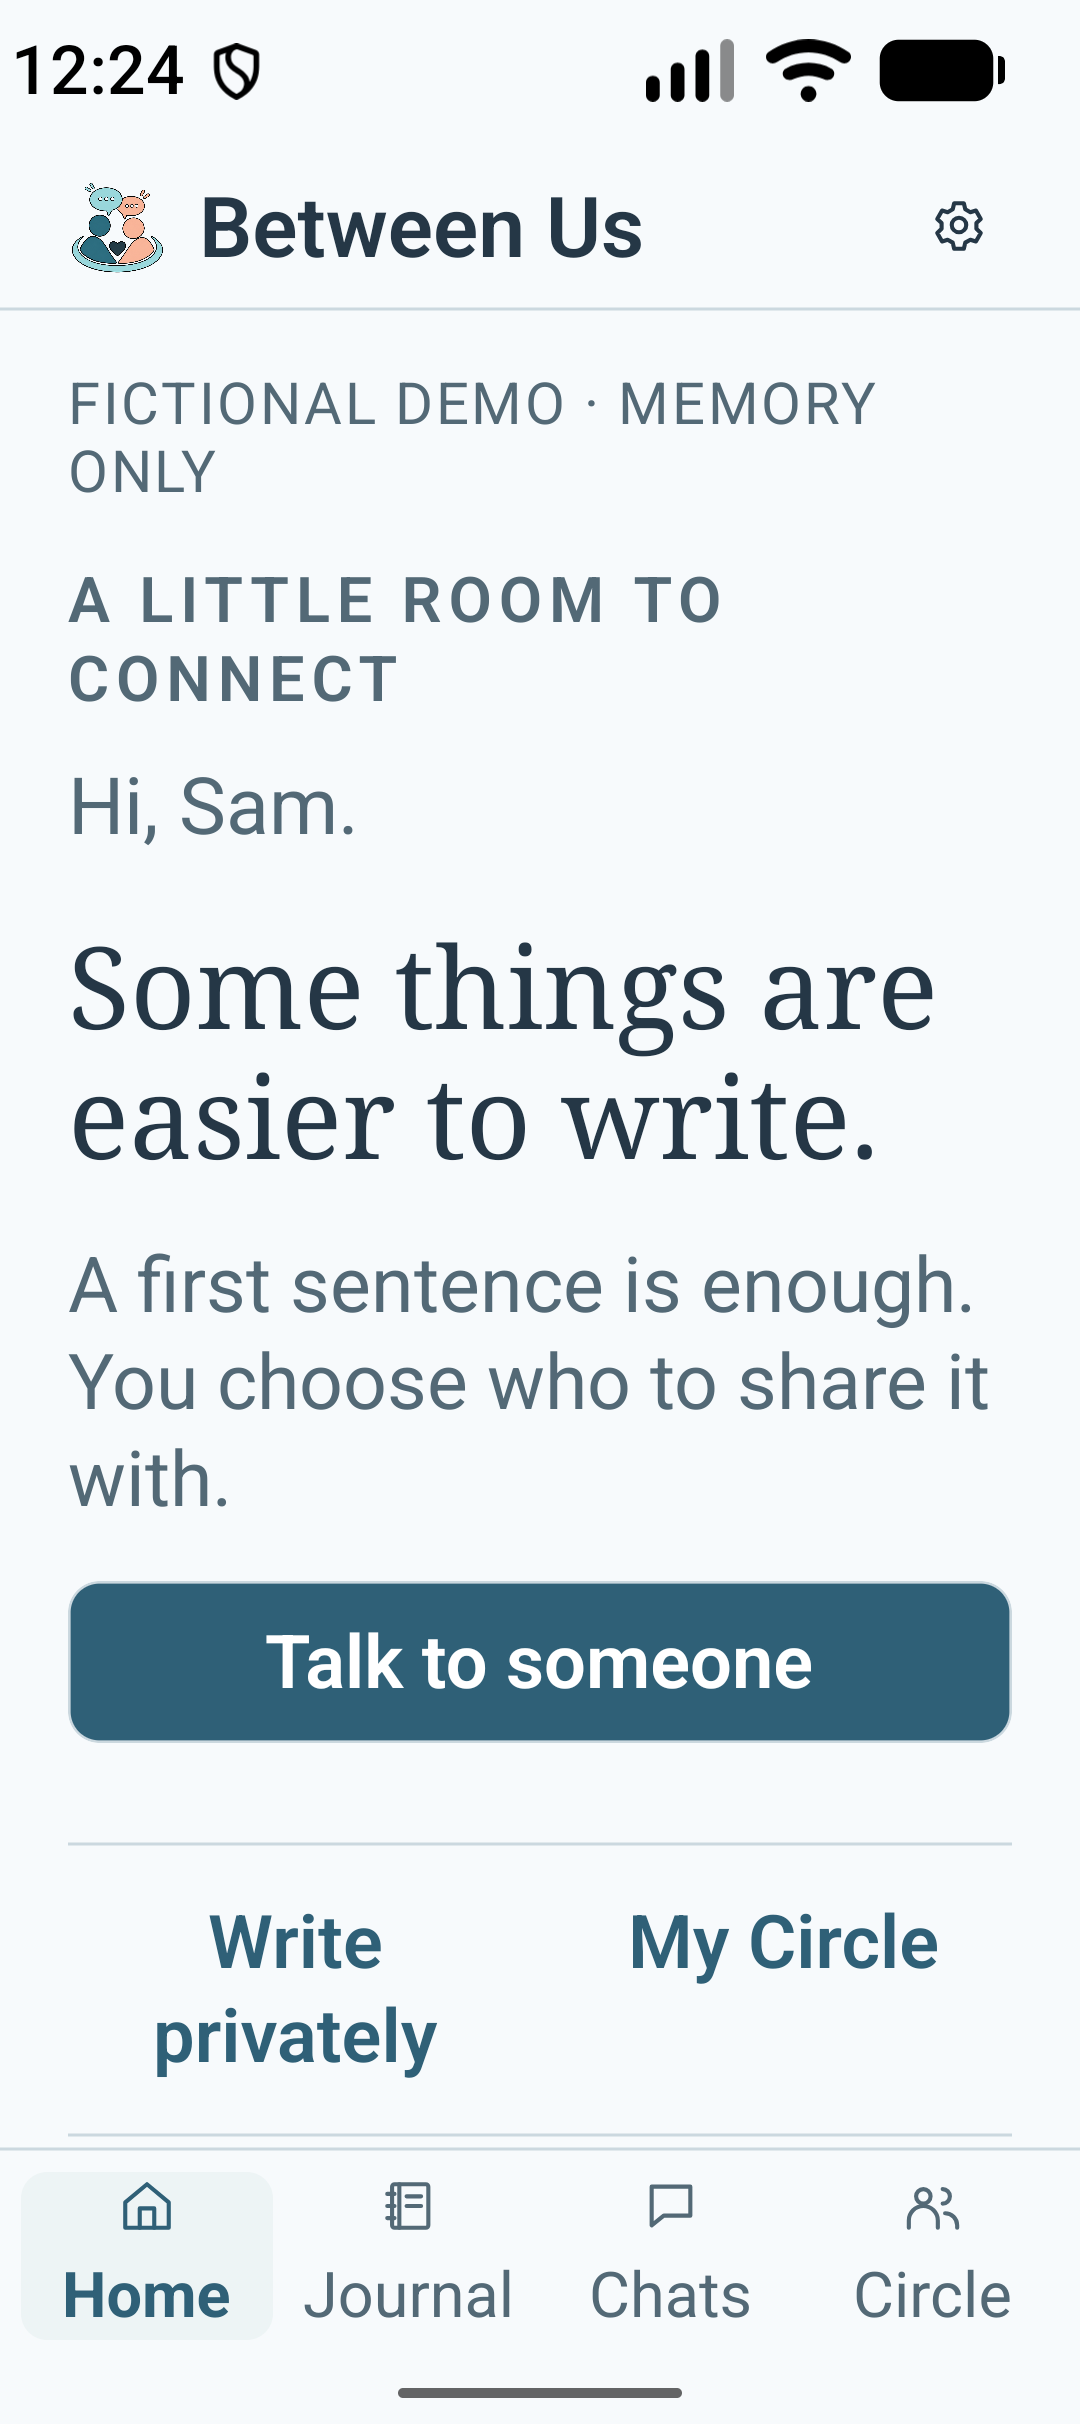 12:24
Between Us
FICTIONAL DEMO · MEMORY
ONLY
A LITTLE ROOM TO
CONNECT
Hi, Sam.
Some things are
easier to write.
A first sentence is enough.
You choose who to share it
with.
Talk to someone
Write
privately
My Circle
Home
Journal
Chats
Circle